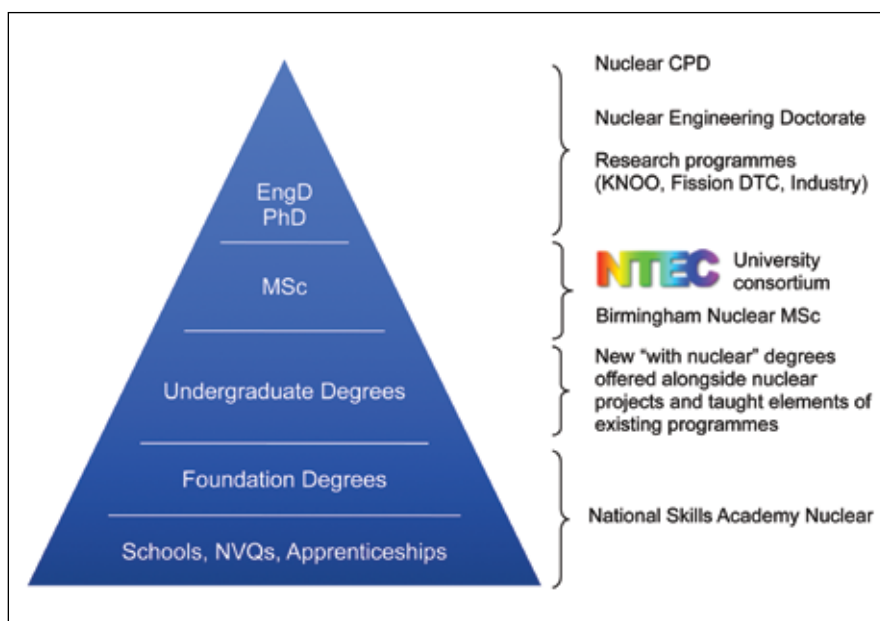 EngD
PhD
MSc
Undergraduate Degrees
Foundation Degrees
Schools, NVQs, Apprenticeships
Nuclear CPD
Nuclear Engineering Doctorate
Research programmes
(KNOO, Fission DTC, Industry)
NTEC University
consortium
Birmingham Nuclear MSc
New “with nuclear” degrees
offered alongside nuclear
projects and taught elements of
existing programmes
National Skills Academy Nuclear